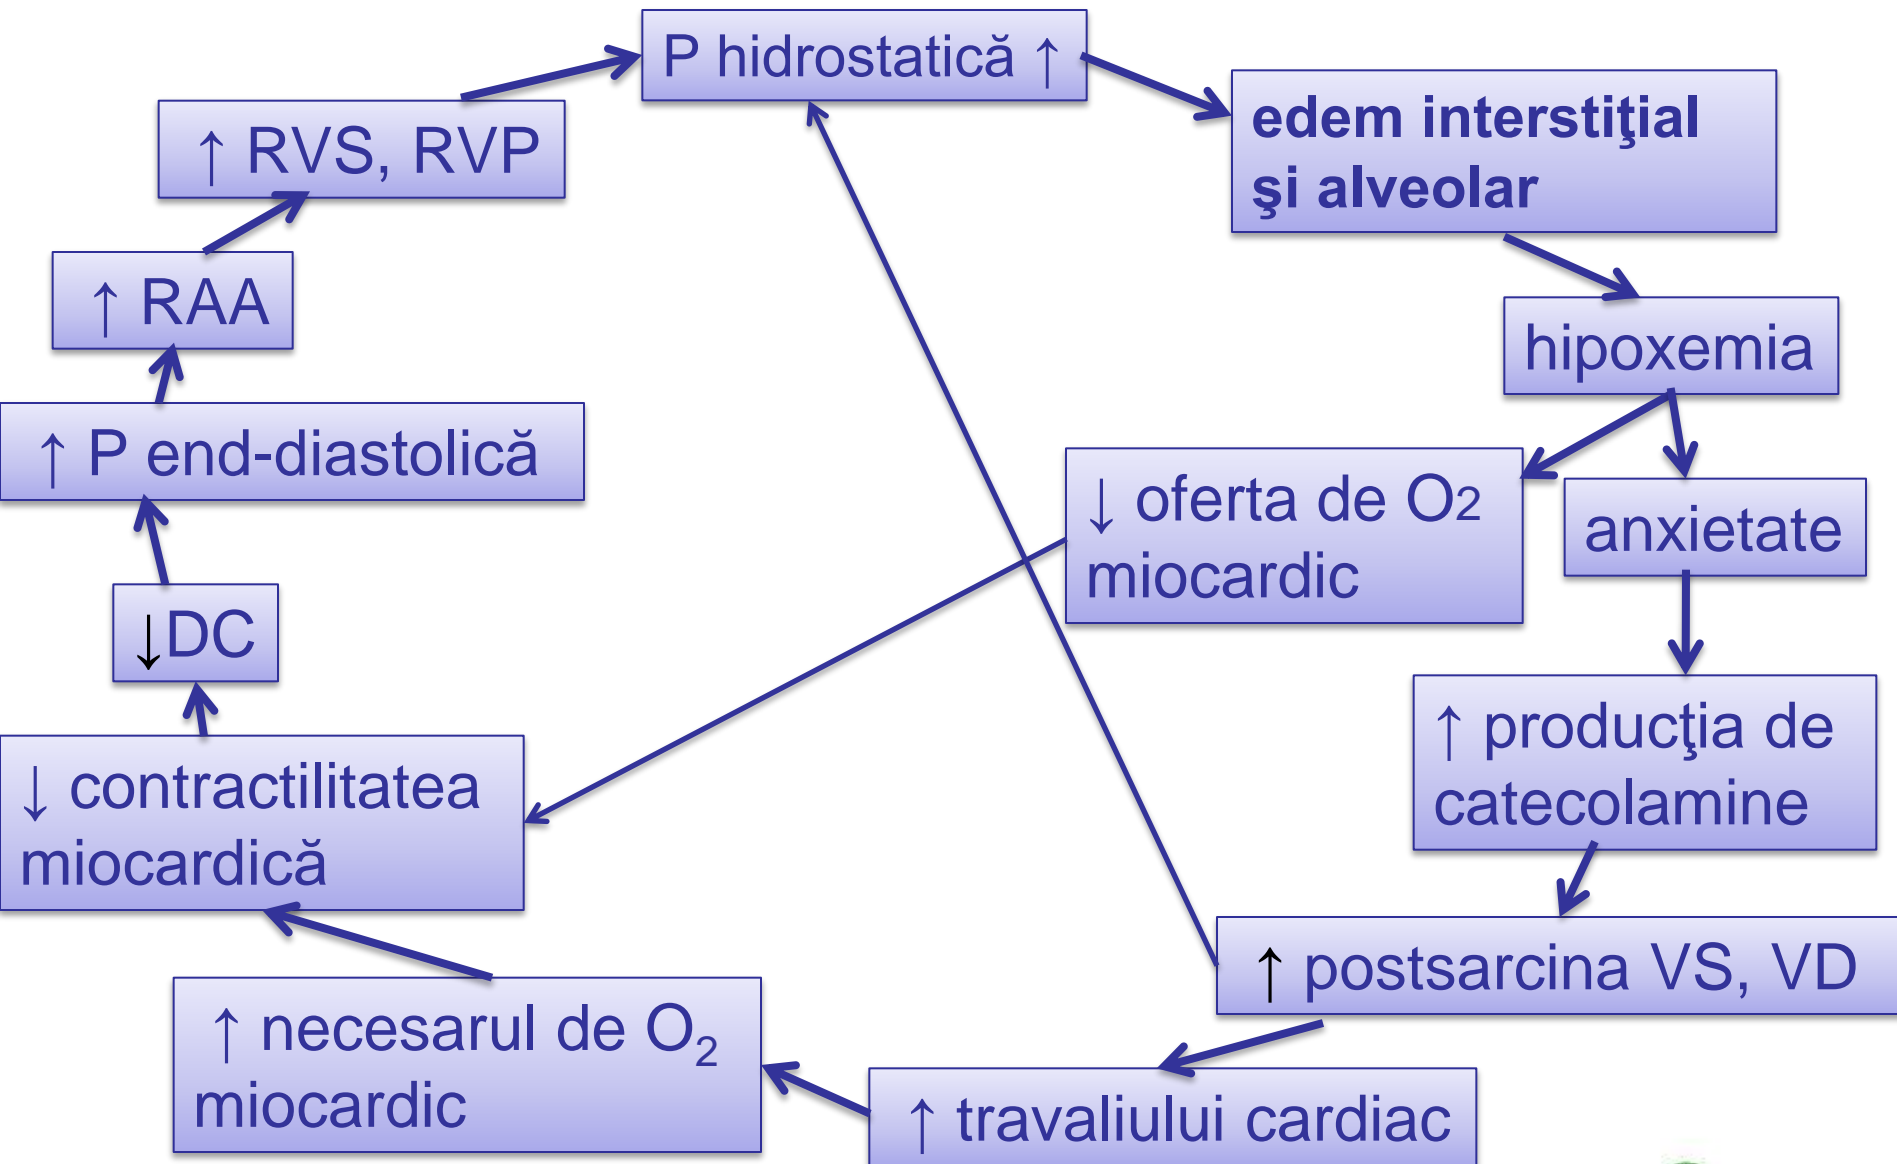 P hidrostatică ↑
edem interstiţial
şi alveolar
↑ RVS, RVP
↑ RAA
hipoxemia
↑ P end-diastolică
↓ oferta de O2
miocardic
anxietate
↓DC
↑ producţia de
catecolamine
↓ contractilitatea
miocardică
↑ postsarcina VS, VD
↑ necesarul de O₂
miocardic
↑ travaliului cardiac